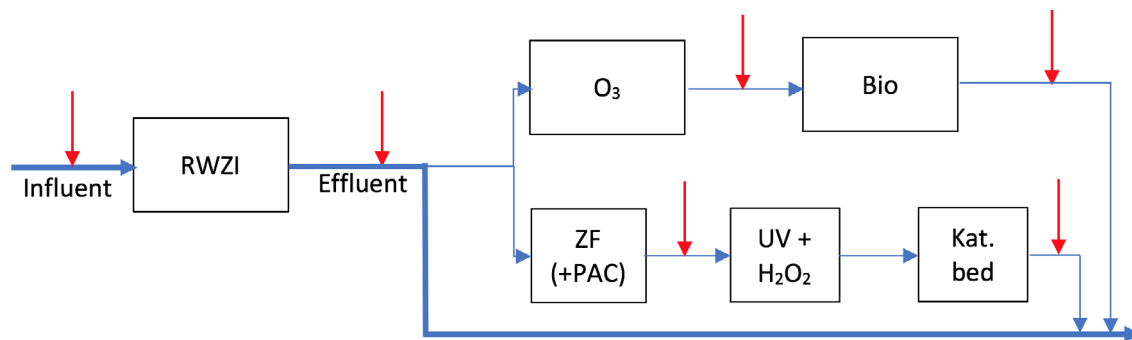 O₃
Bio
RWZI
Influent
Effluent
ZF
(+PAC)
UV +
H₂O₂
Kat.
bed